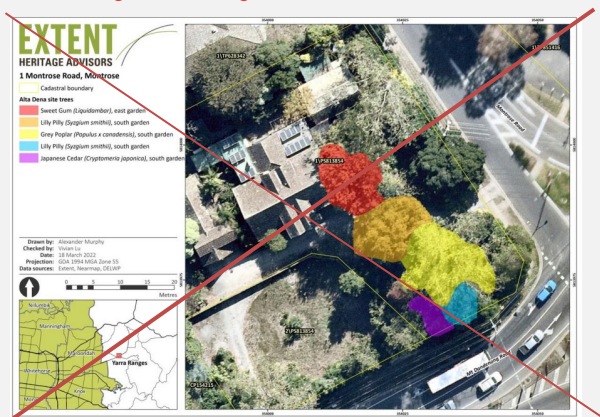 EXTENT
HERITAGE ADVISORS
1 Montrose Road, Montrose
Cadastral boundary
Alta Dena site trees
Sweet Gum (Liquidambar), east garden
Lilly Pilly (Syzgium smithii), south garden
Grey Poplar (Populus x canadensis), south garden
Lilly Pilly (Syzgium smithii), south garden
Japanese Cedar (Cryptomeria japonica), south garden
Drawn by: Alexander Murphy
Checked by: Vivian Lu
Date: 18 March 2022
Projection: GDA 1994 MGA Zone 55
Data sources: Extent, Nearmap, DELWP
0 5 10 15 20
Metres
Nillumbik
Manningham
Maroondah
Yarra Ranges
Whitehorse
Knox
1\TP628342
1\PS813854
2\PS813854
CP154215
Montrose Road
Mt Dandenong Road